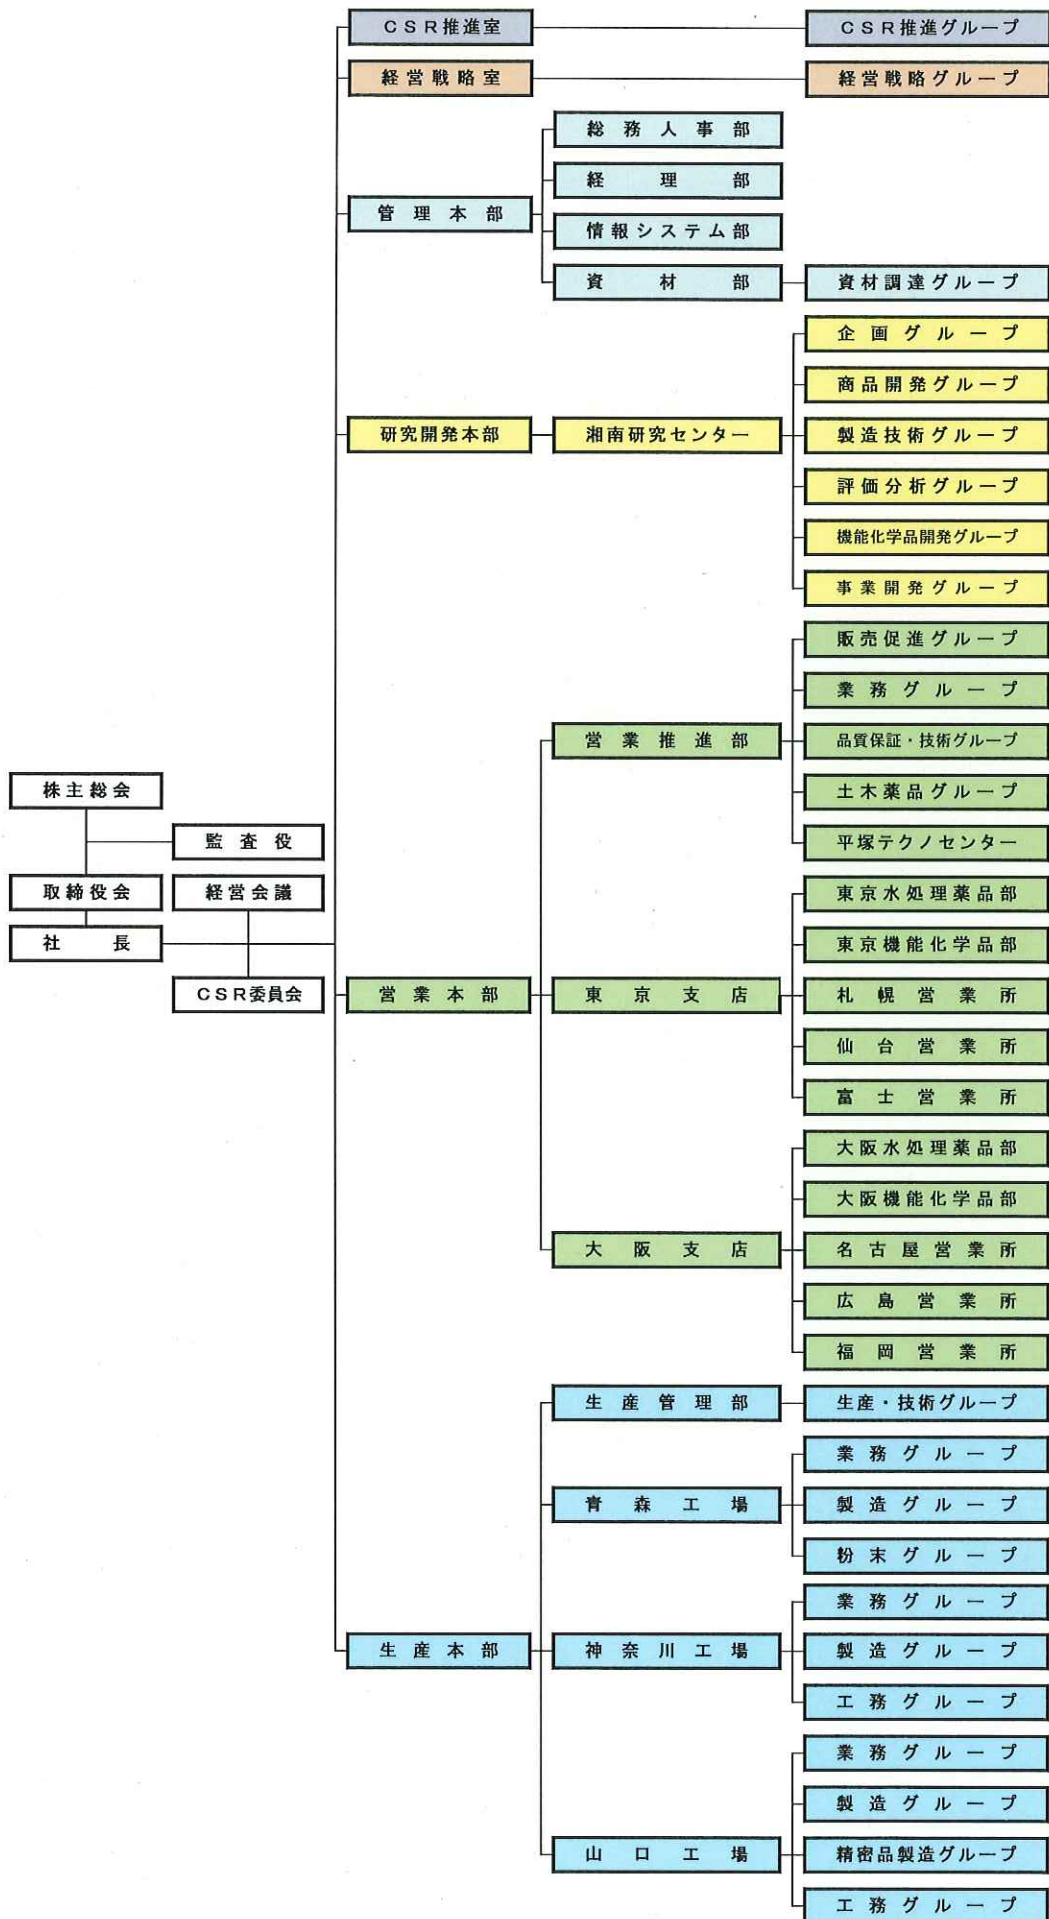 CSR推進室
CSR推進グループ
経営戦略室
経営戦略グループ
総務人事部
経理部
管理本部
情報システム部
資材部
資材調達グループ
企画グループ
商品開発グループ
研究開発本部
湘南研究センター
製造技術グループ
評価分析グループ
機能化学品開発グループ
事業開発グループ
販売促進グループ
業務グループ
営業推進部
品質保証・技術グループ
土木薬品グループ
平塚テクノセンター
株主総会
監査役
取締役会
経営会議
社長
CSR委員会
東京水処理薬品部
東京機能化学品部
営業本部
東京支店
札幌営業所
仙台営業所
富士営業所
大阪水処理薬品部
大阪機能化学品部
大阪支店
名古屋営業所
広島営業所
福岡営業所
生産管理部
生産・技術グループ
業務グループ
青森工場
製造グループ
粉末グループ
業務グループ
生産本部
神奈川工場
製造グループ
工務グループ
業務グループ
製造グループ
山口工場
精密品製造グループ
工務グループ